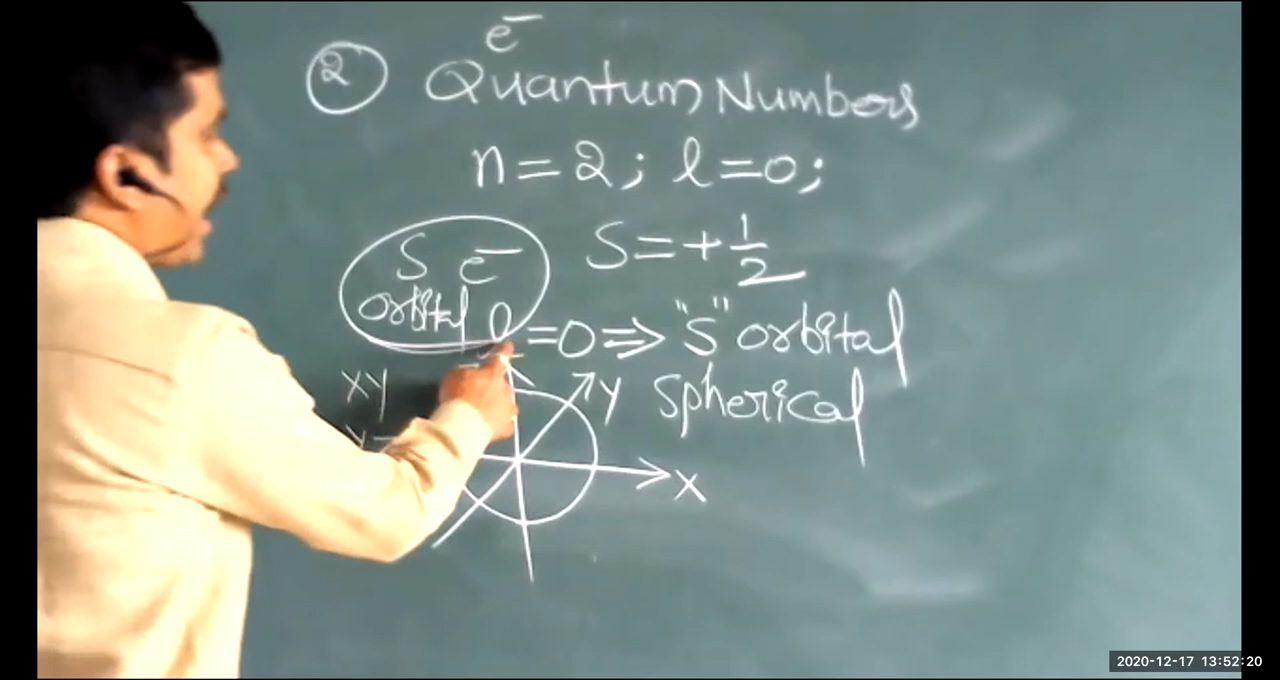 e⁻
② Quantum Numbers
n=2; l=0;
S e⁻ S=+1/2
orbital l=0⇒ "S" orbital
XY Y Spherical
X
2020-12-17 13:52:20